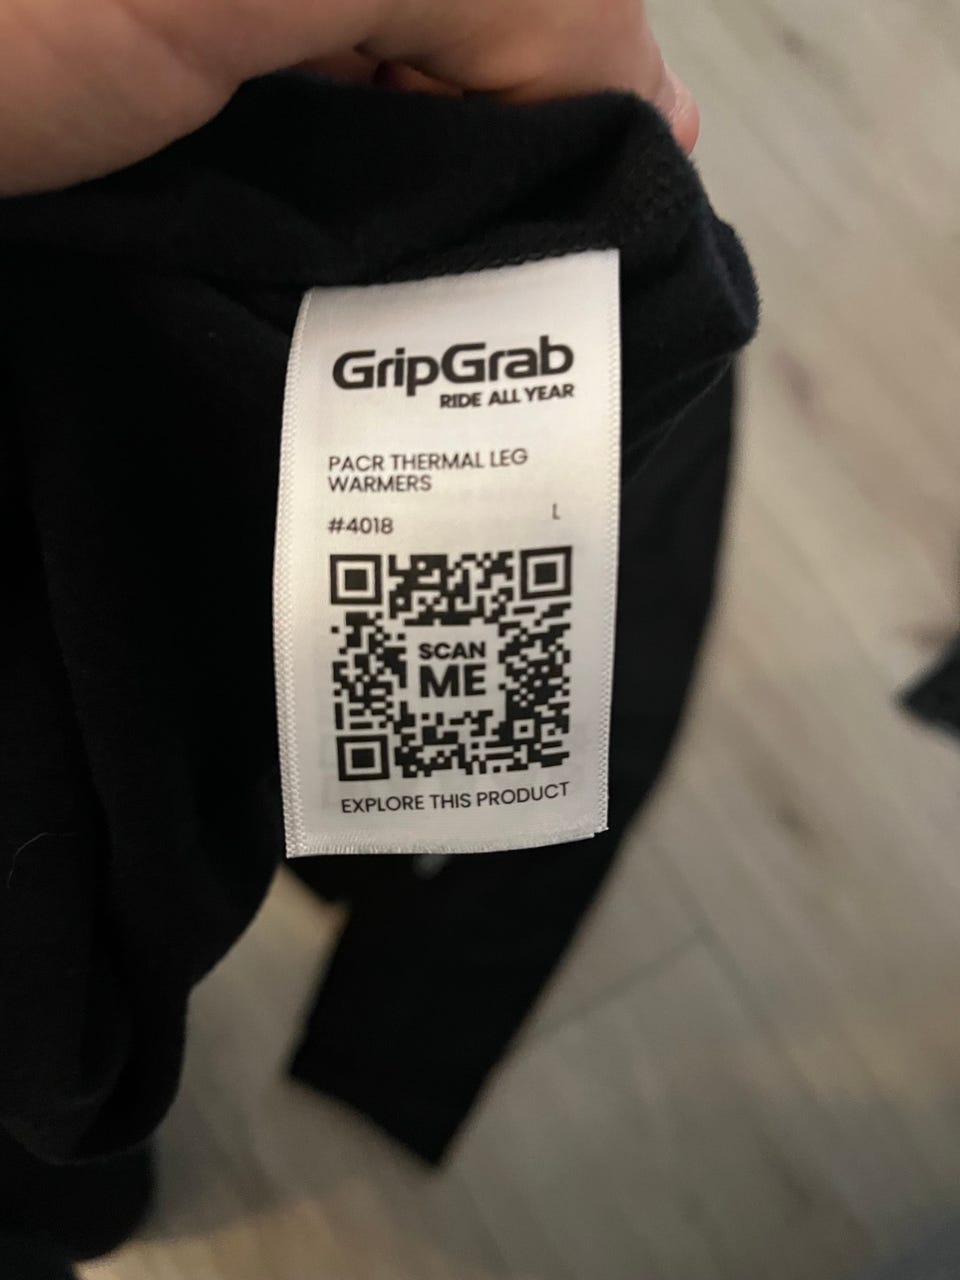 GripGrab
RIDE ALL YEAR
PACR THERMAL LEG
WARMERS
#4018 L
SCAN
ME
EXPLORE THIS PRODUCT